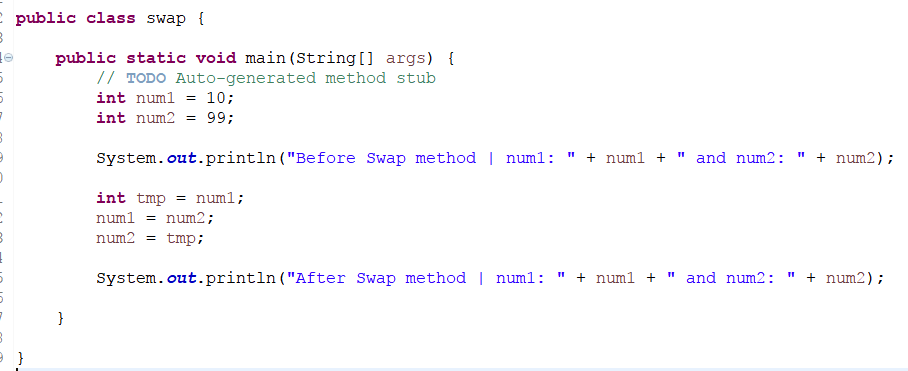 public class swap {
public static void main(String[] args) {
// TODO Auto-generated method stub
int num1 = 10;
int num2 = 99;
System.out.println("Before Swap method | num1: " + num1 + " and num2: " + num2);
int tmp = num1;
num1 = num2;
num2 = tmp;
System.out.println("After Swap method | num1: " + num1 + " and num2: " + num2);
}
}